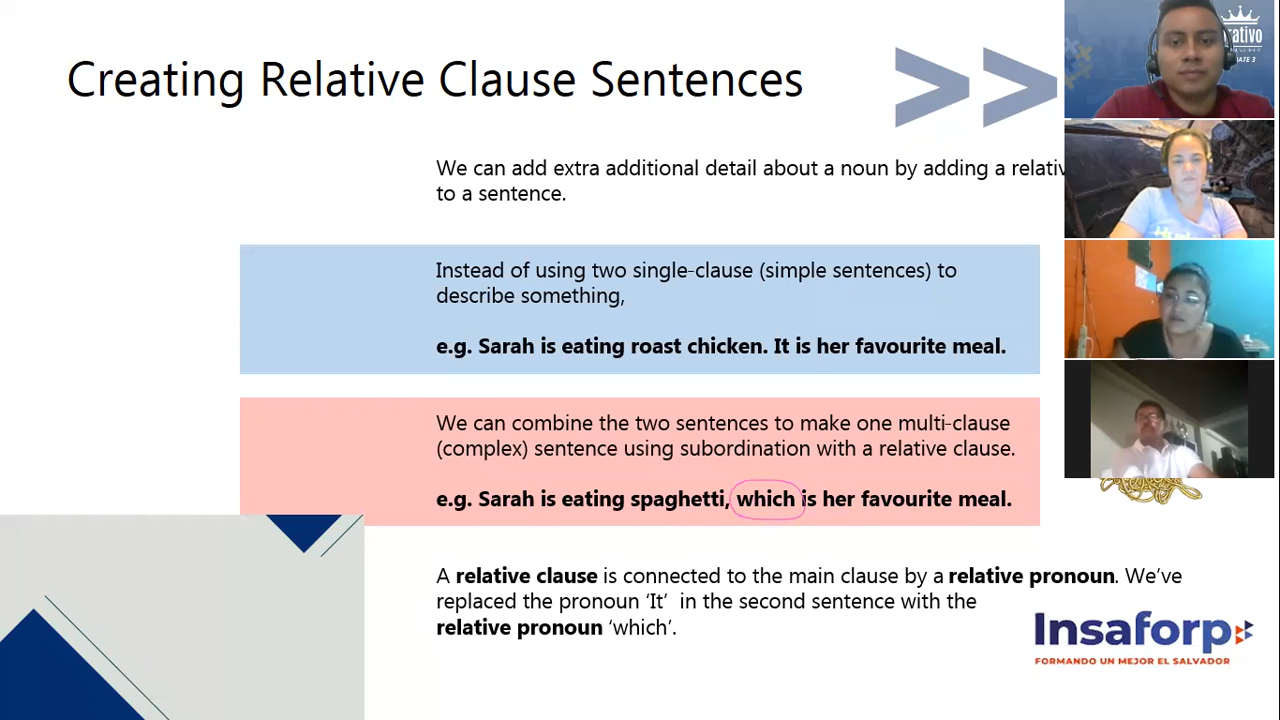 Creating Relative Clause Sentences
We can add extra additional detail about a noun by adding a
to a sentence.
Instead of using two single-clause (simple sentences) to
describe something,
e.g. Sarah is eating roast chicken. It is her favourite meal.
We can combine the two sentences to make one multi-clause
(complex) sentence using subordination with a relative clause.
e.g. Sarah is eating spaghetti, which is her favourite meal.
A relative clause is connected to the main clause by a relative pronoun. We’ve
replaced the pronoun ‘It’ in the second sentence with the
relative pronoun ‘which’.
Insaforp
FORMANDO UN MEJOR EL SALVADOR